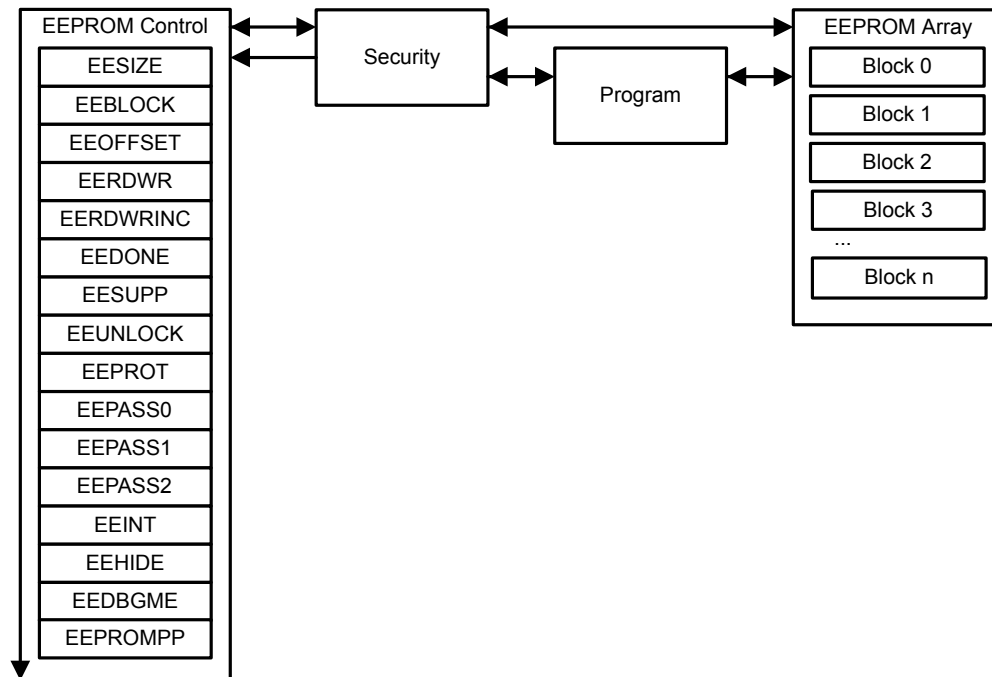 EEPROM Control
EESIZE
EEBLOCK
EEOFFSET
EERDWR
EERDWRINC
EEDONE
EESUPP
EEUNLOCK
EEPROT
EEPASS0
EEPASS1
EEPASS2
EEINT
EEHIDE
EEDBGME
EEPROMPP
Security
Program
EEPROM Array
Block 0
Block 1
Block 2
Block 3
...
Block n